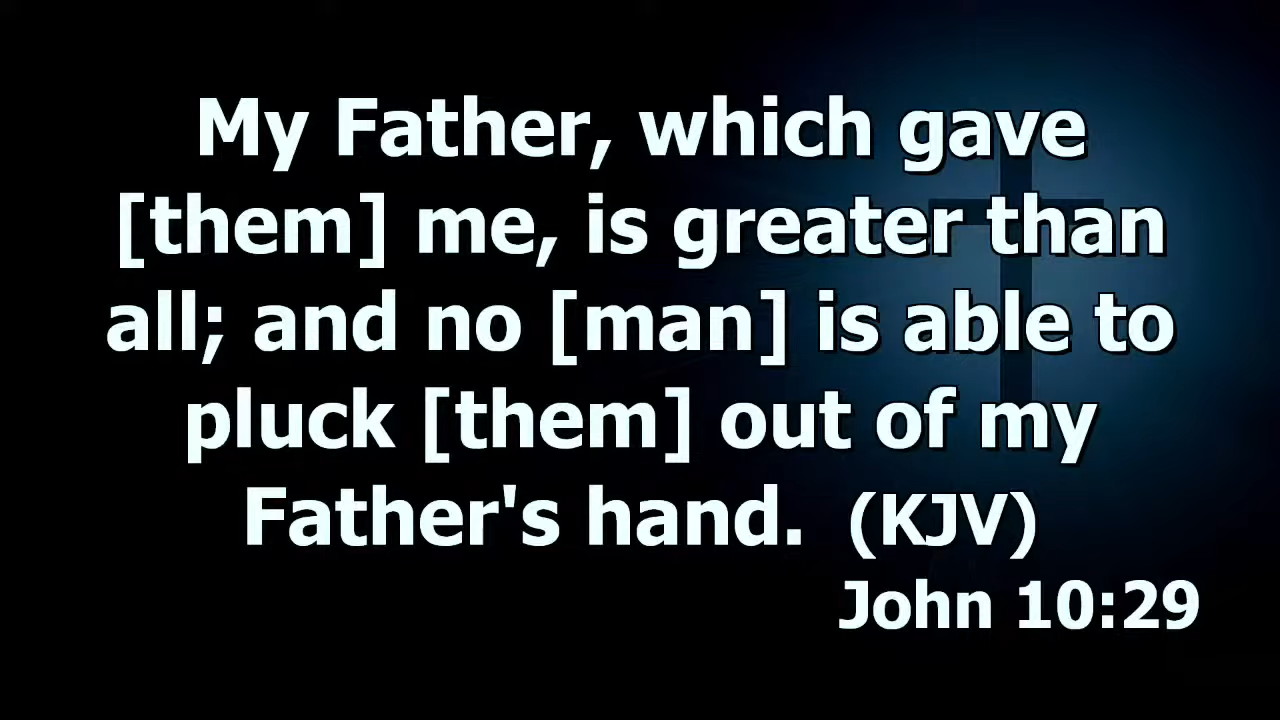 My Father, which gave
[them] me, is greater than
all; and no [man] is able to
pluck [them] out of my
Father's hand.  (KJV)
John 10:29